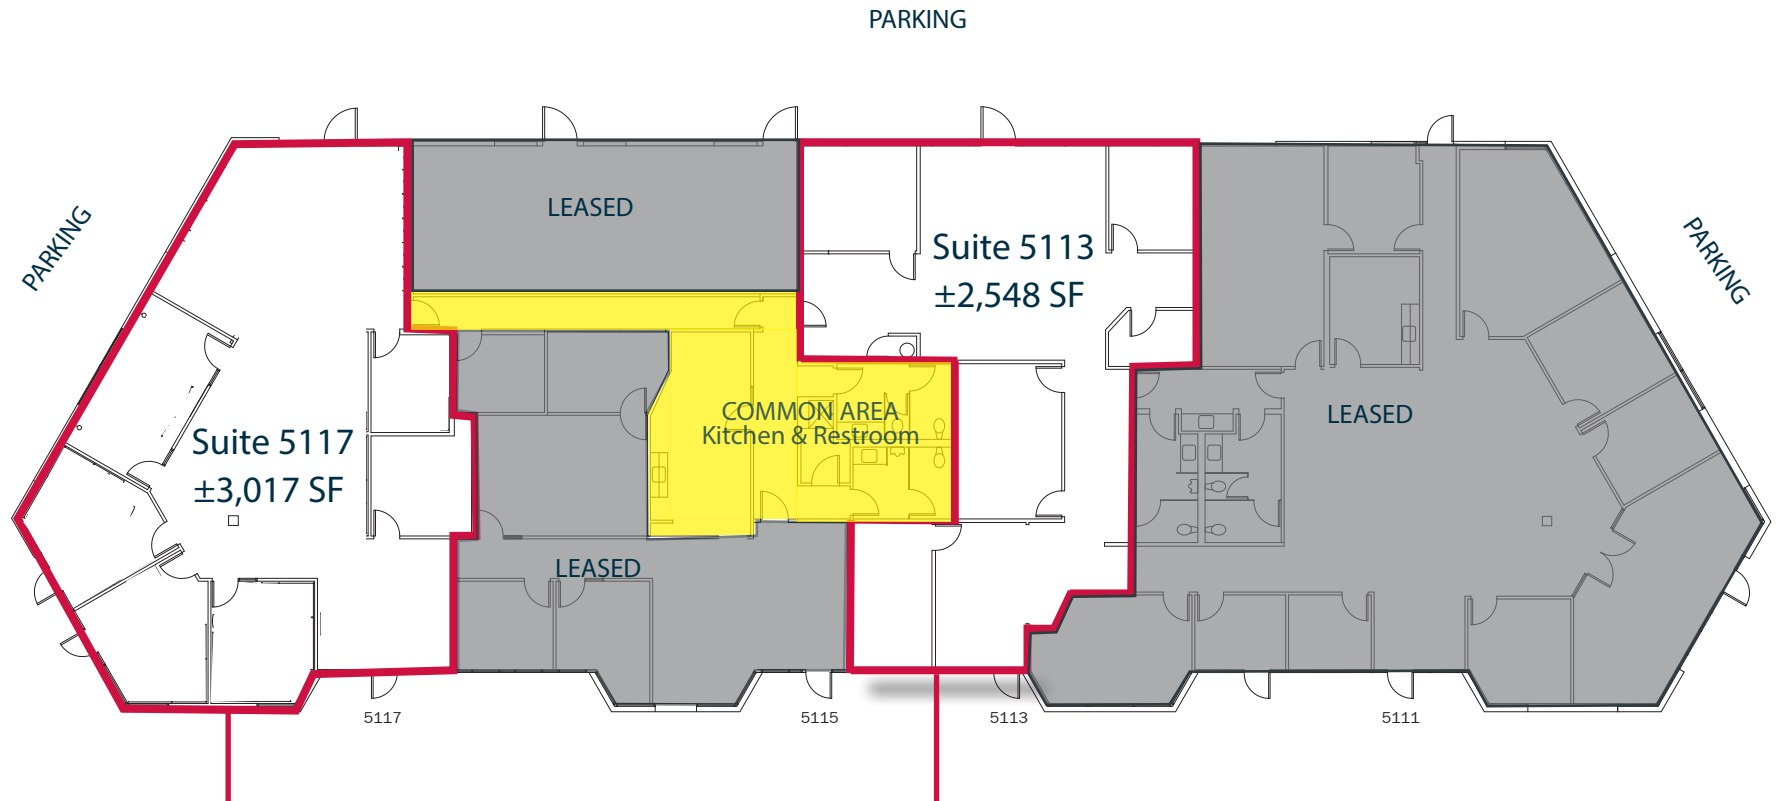 PARKING
LEASED
PARKING
PARKING
Suite 5113
±2,548 SF
COMMON AREA
Kitchen & Restroom
LEASED
Suite 5117
±3,017 SF
LEASED
5117
5115
5113
5111